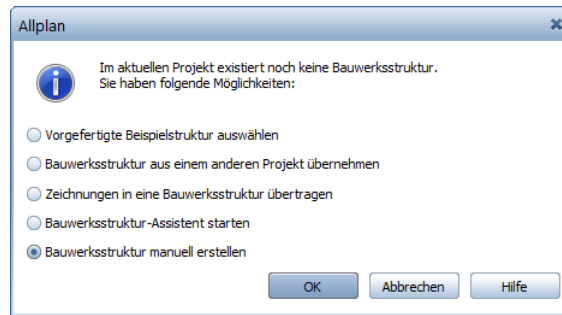 Allplan
Im aktuellen Projekt existiert noch keine Bauwerksstruktur.
Sie haben folgende Möglichkeiten:
Vorgefertigte Beispielstruktur auswählen
Bauwerksstruktur aus einem anderen Projekt übernehmen
Zeichnungen in eine Bauwerksstruktur übertragen
Bauwerksstruktur-Assistent starten
Bauwerksstruktur manuell erstellen
OK Abbrechen Hilfe